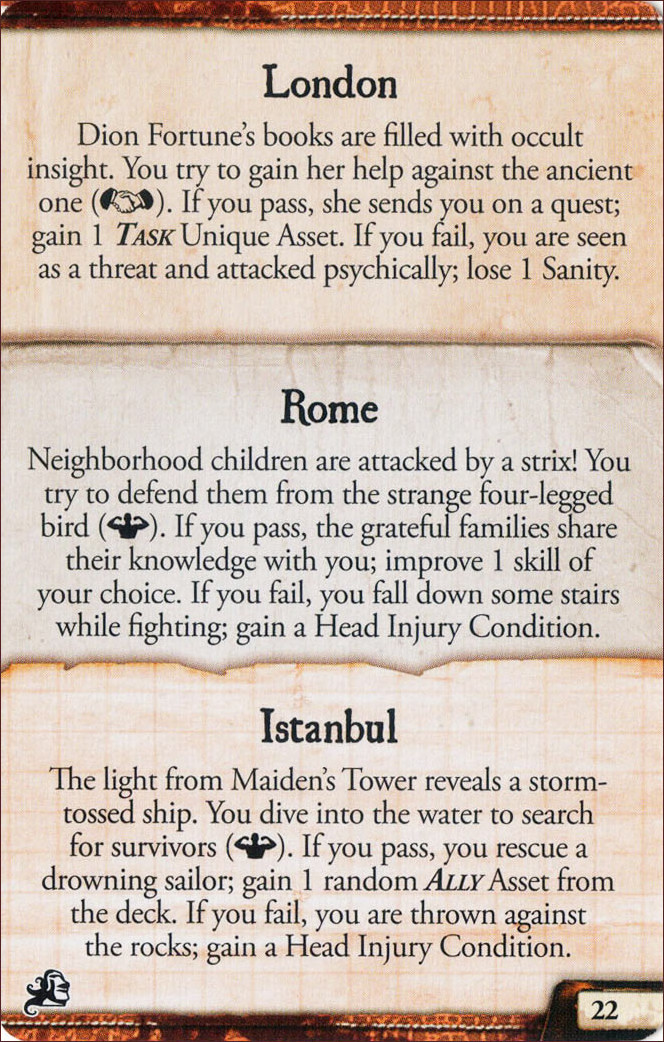 London
Dion Fortune's books are filled with occult
insight. You try to gain her help against the ancient
one (). If you pass, she sends you on a quest;
gain 1 TASK Unique Asset. If you fail, you are seen
as a threat and attacked psychically; lose 1 Sanity.
Rome
Neighborhood children are attacked by a strix! You
try to defend them from the strange four-legged
bird (). If you pass, the grateful families share
their knowledge with you; improve 1 skill of
your choice. If you fail, you fall down some stairs
while fighting; gain a Head Injury Condition.
Istanbul
The light from Maiden's Tower reveals a storm-
tossed ship. You dive into the water to search
for survivors (). If you pass, you rescue a
drowning sailor; gain 1 random ALLY Asset from
the deck. If you fail, you are thrown against
the rocks; gain a Head Injury Condition.
22